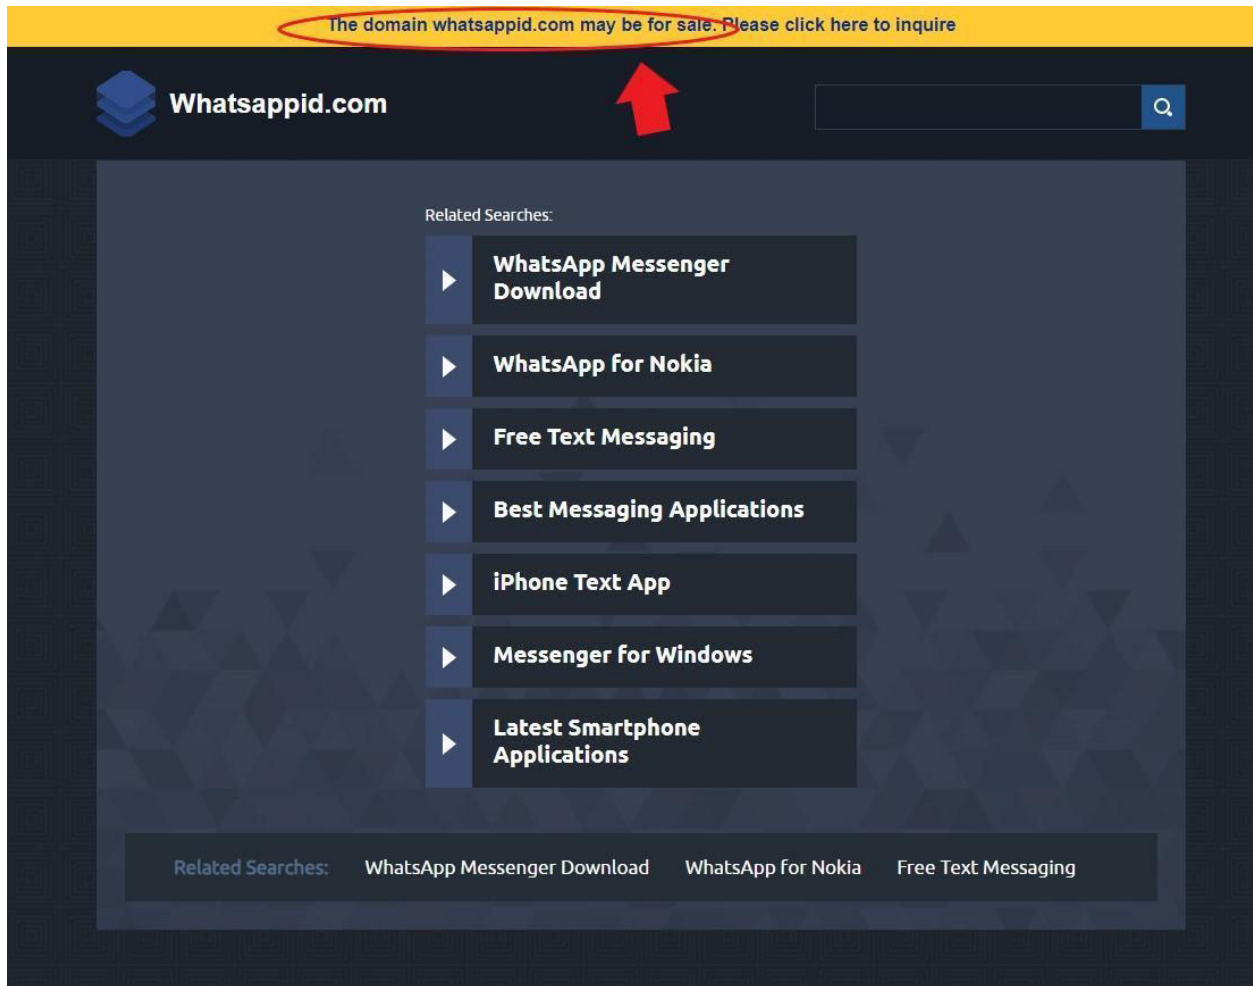 The domain whatsappid.com may be for sale. Please click here to inquire
Whatsappid.com
Related Searches:
WhatsApp Messenger
Download
WhatsApp for Nokia
Free Text Messaging
Best Messaging Applications
iPhone Text App
Messenger for Windows
Latest Smartphone
Applications
Related Searches: WhatsApp Messenger Download WhatsApp for Nokia Free Text Messaging